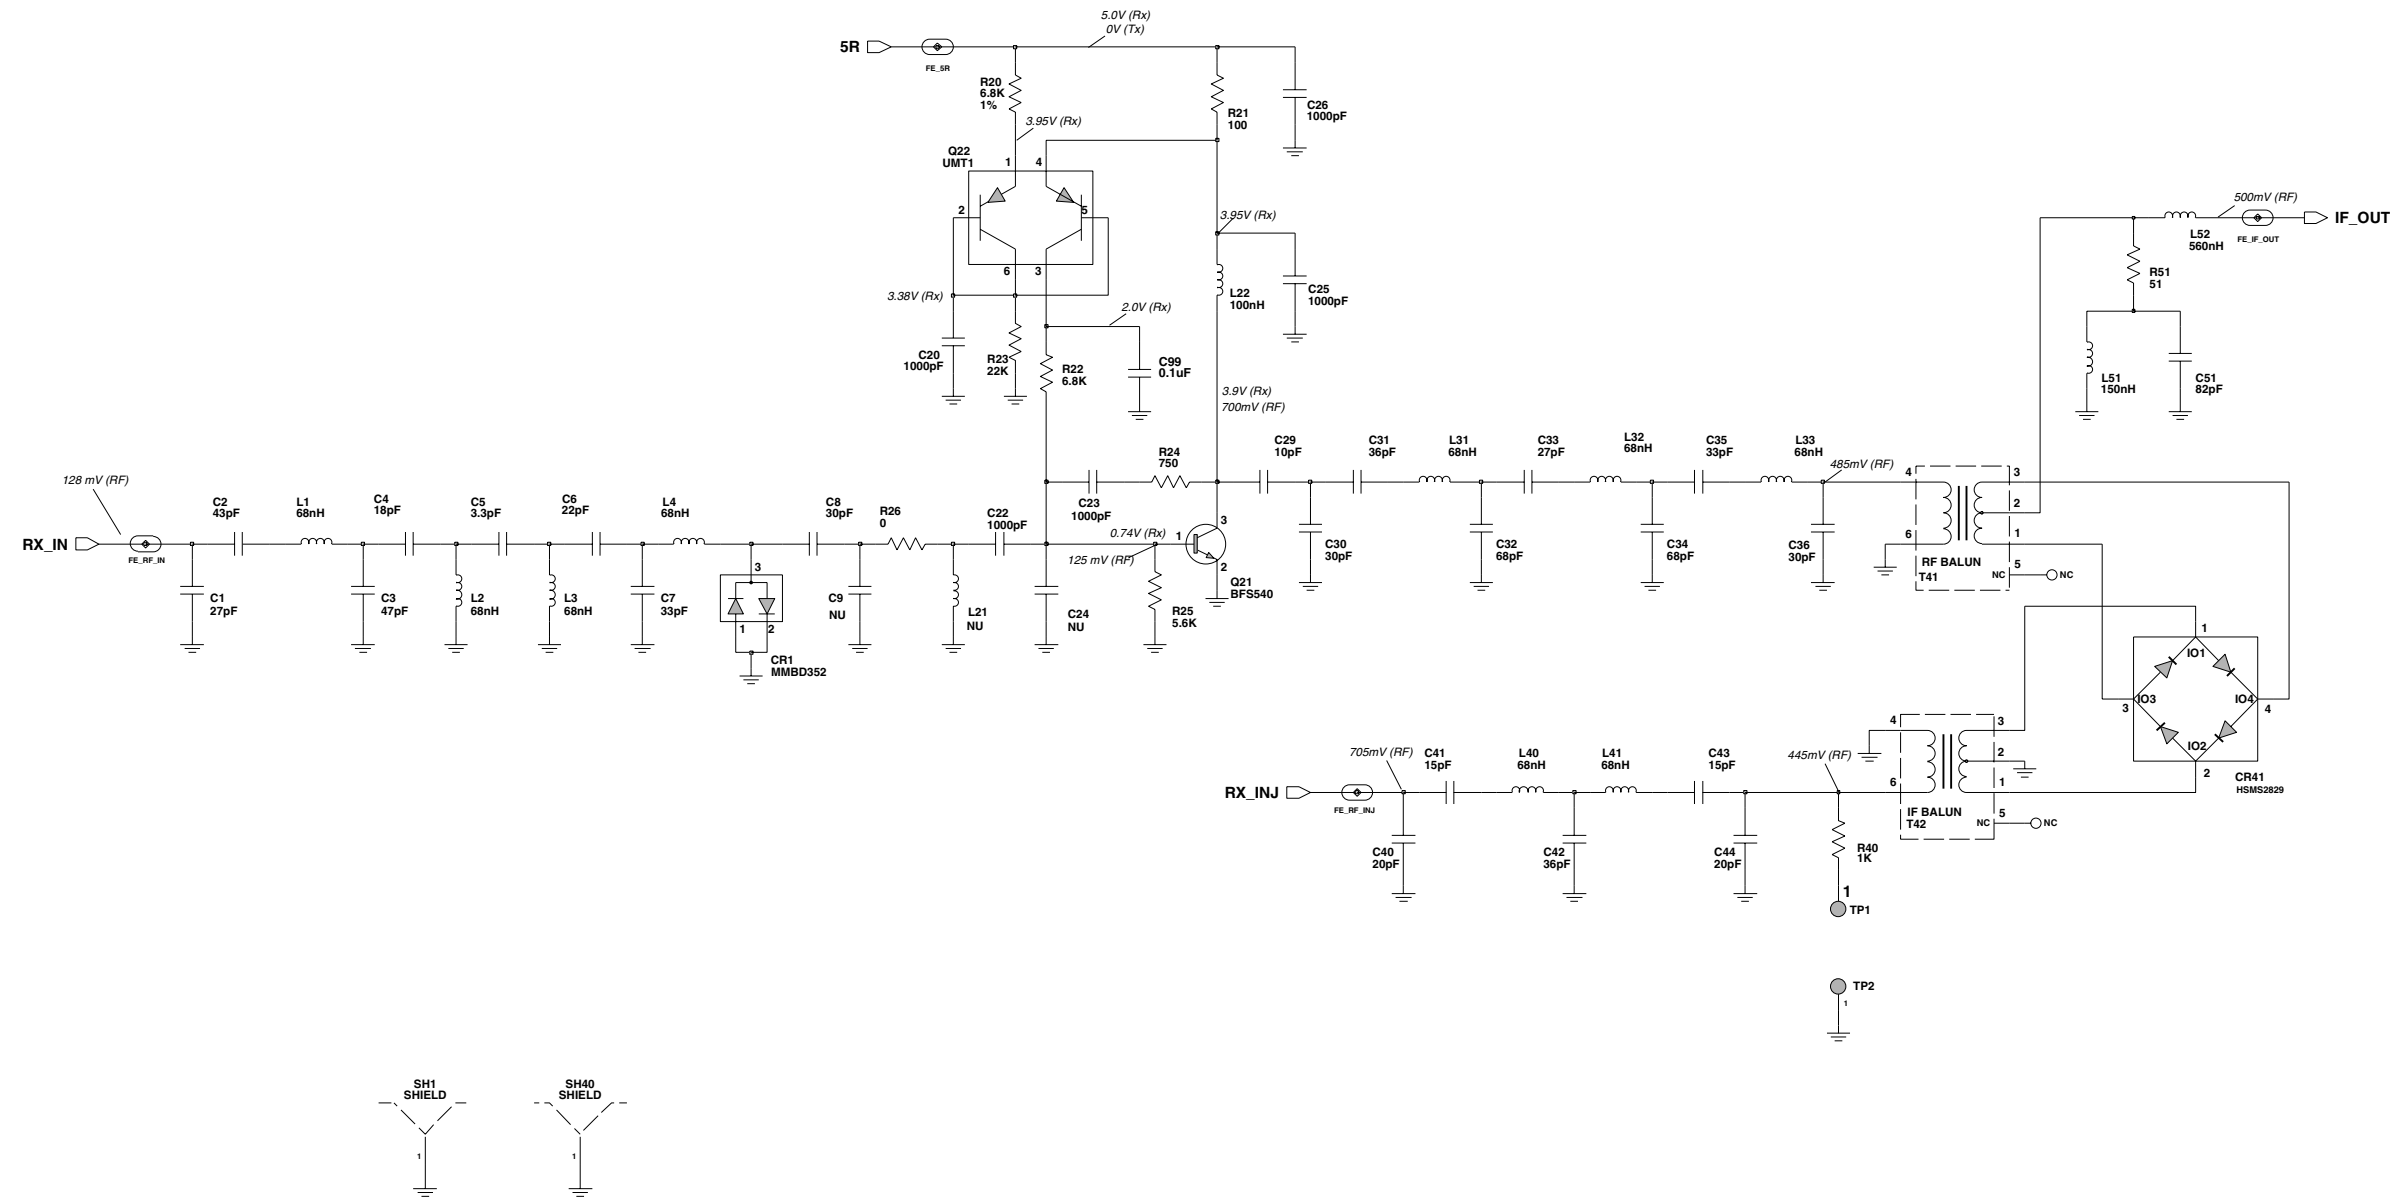 5.0V (Rx)
0V (Tx)
5R
FE_5R
R20
6.8K
1%
R21
100
C26
1000pF
3.95V (Rx)
Q22
UMT1
1
4
2
5
6
3
3.95V (Rx)
L22
100nH
C25
1000pF
3.38V (Rx)
2.0V (Rx)
C20
1000pF
R23
22K
R22
6.8K
C99
0.1uF
3.9V (Rx)
700mV (RF)
500mV (RF)
IF_OUT
FE_IF_OUT
L52
560nH
R51
51
L51
150nH
C51
82pF
128 mV (RF)
RX_IN
FE_RF_IN
C2
43pF
L1
68nH
C4
18pF
C5
3.3pF
C6
22pF
L4
68nH
C8
30pF
R26
0
C22
1000pF
C23
1000pF
R24
750
C1
27pF
C3
47pF
L2
68nH
L3
68nH
C7
33pF
3
1
2
CR1
MMBD352
C9
NU
L21
NU
C24
NU
0.74V (Rx)
125 mV (RF)
R25
5.6K
1
3
2
Q21
BFS540
C29
10pF
C31
36pF
L31
68nH
C33
27pF
L32
68nH
C35
33pF
L33
68nH
485mV (RF)
C30
30pF
C32
68pF
C34
68pF
C36
30pF
4
6
3
2
1
5
RF BALUN
T41
NC
NC
1
IO1
IO3
IO4
3
4
IO2
2
CR41
HSMS2829
RX_INJ
FE_RF_INJ
705mV (RF)
C41
15pF
L40
68nH
L41
68nH
C43
15pF
445mV (RF)
C40
20pF
C42
36pF
C44
20pF
4
6
3
2
1
5
IF BALUN
T42
NC
NC
R40
1K
1
TP1
TP2
1
SH1
SHIELD
1
SH40
SHIELD
1